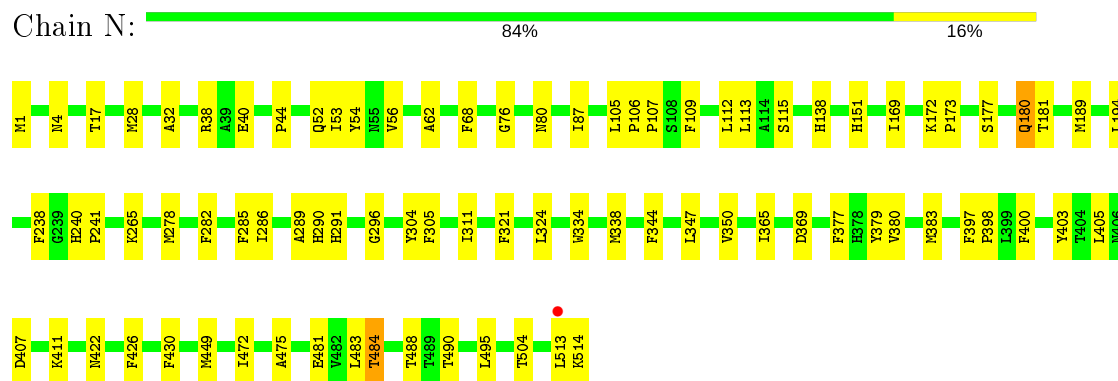 Chain N:
84% 16%
M1 N4 T17 M28 A32 R38 A39 E40 P44 Q52 I53 Y54 N55 V56 A62 F68 G76 N80 I87 L105 P106 P107 S108 F109 L112 L113 A114 S115 H138 H151 I169 K172 P173 S177 Q180 T181 M189
F238 G239 H240 P241 K265 M278 F282 F285 I286 A289 H290 H291 G296 Y304 F305 I311 F321 L324 W334 M338 F344 L347 V350 I365 D369 F377 H378 Y379 V380 M383 F397 P398 L399 F400 Y403 T404 L405
D407 K411 N422 F426 F430 M449 I472 A475 E481 V482 L483 T484 T488 T489 T490 L495 T504 L513 K514